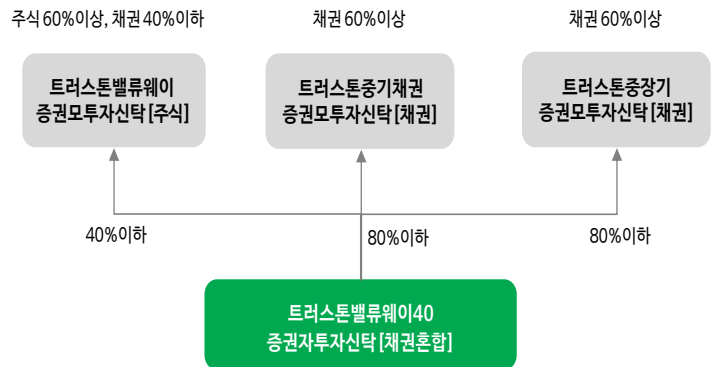 주식 60%이상, 채권 40%이하
채권 60%이상
채권 60%이상
트러스톤밸류웨이
증권모투자신탁 [주식]
트러스톤중기채권
증권모투자신탁 [채권]
트러스톤중장기
증권모투자신탁 [채권]
40%이하
80%이하
80%이하
트러스톤밸류웨이40
증권자투자신탁 [채권혼합]